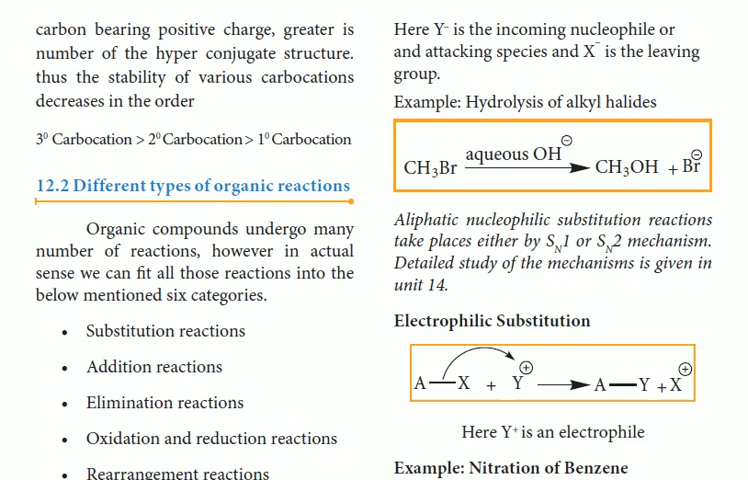 carbon bearing positive charge, greater is
number of the hyper conjugate structure.
thus the stability of various carbocations
decreases in the order
3⁰ Carbocation > 2⁰ Carbocation> 1⁰ Carbocation
12.2 Different types of organic reactions
Organic compounds undergo many
number of reactions, however in actual
sense we can fit all those reactions into the
below mentioned six categories.
• Substitution reactions
• Addition reactions
• Elimination reactions
• Oxidation and reduction reactions
• Rearrangement reactions
Here Y⁻ is the incoming nucleophile or
and attacking species and X⁻ is the leaving
group.
Example: Hydrolysis of alkyl halides
CH₃Br aqueous OH⊖ → CH₃OH + Br⊖
Aliphatic nucleophilic substitution reactions
take places either by S_N1 or S_N2 mechanism.
Detailed study of the mechanisms is given in
unit 14.
Electrophilic Substitution
A—X + Y⊕ → A—Y + X⊕
Here Y⁺ is an electrophile
Example: Nitration of Benzene